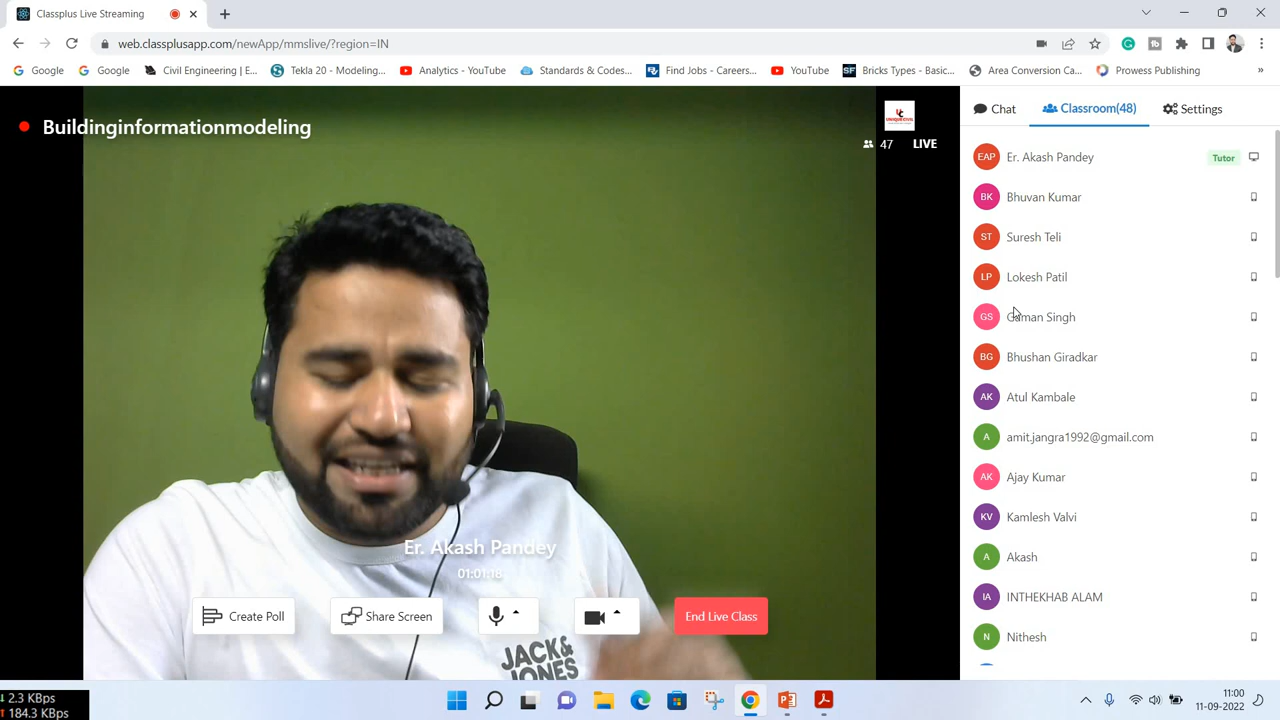 Classplus Live Streaming
web.classplusapp.com/newApp/mmslive/?region=IN
Google
Google
Civil Engineering | E...
Tekla 20 - Modeling...
Analytics - YouTube
Standards & Codes...
Find Jobs - Careers...
YouTube
SF
Bricks Types - Basic...
Area Conversion Ca...
Prowess Publishing
»
Buildinginformationmodeling
UC
UNIQUE CIVIL
47
LIVE
Er. Akash Pandey
01:01:18
JACK&
JONES
Create Poll
Share Screen
End Live Class
Chat
Classroom(48)
Settings
EAP Er. Akash Pandey Tutor
BK Bhuvan Kumar
ST Suresh Teli
LP Lokesh Patil
GS Gaman Singh
BG Bhushan Giradkar
AK Atul Kambale
A amit.jangra1992@gmail.com
AK Ajay Kumar
KV Kamlesh Valvi
A Akash
IA INTHEKHAB ALAM
N Nithesh
↓ 2.3 KBps
↑ 184.3 KBps
11:00
11-09-2022